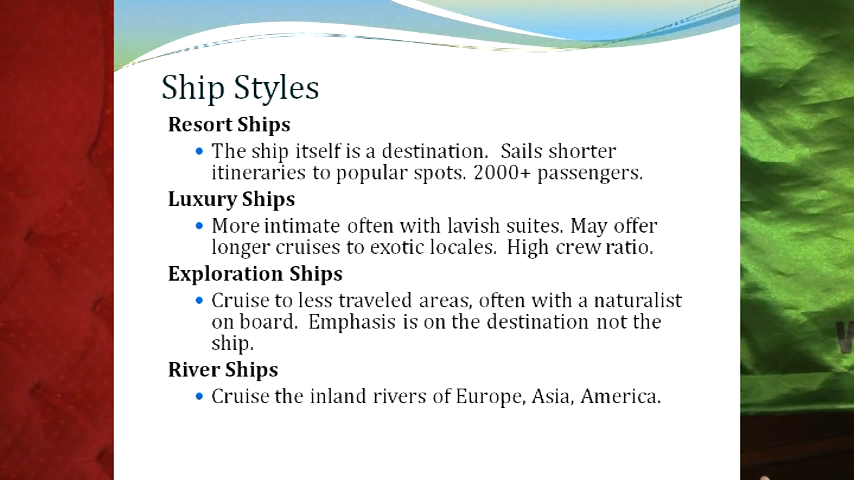 Ship Styles
Resort Ships
• The ship itself is a destination. Sails shorter
itineraries to popular spots. 2000+ passengers.
Luxury Ships
• More intimate often with lavish suites. May offer
longer cruises to exotic locales. High crew ratio.
Exploration Ships
• Cruise to less traveled areas, often with a naturalist
on board. Emphasis is on the destination not the
ship.
River Ships
• Cruise the inland rivers of Europe, Asia, America.